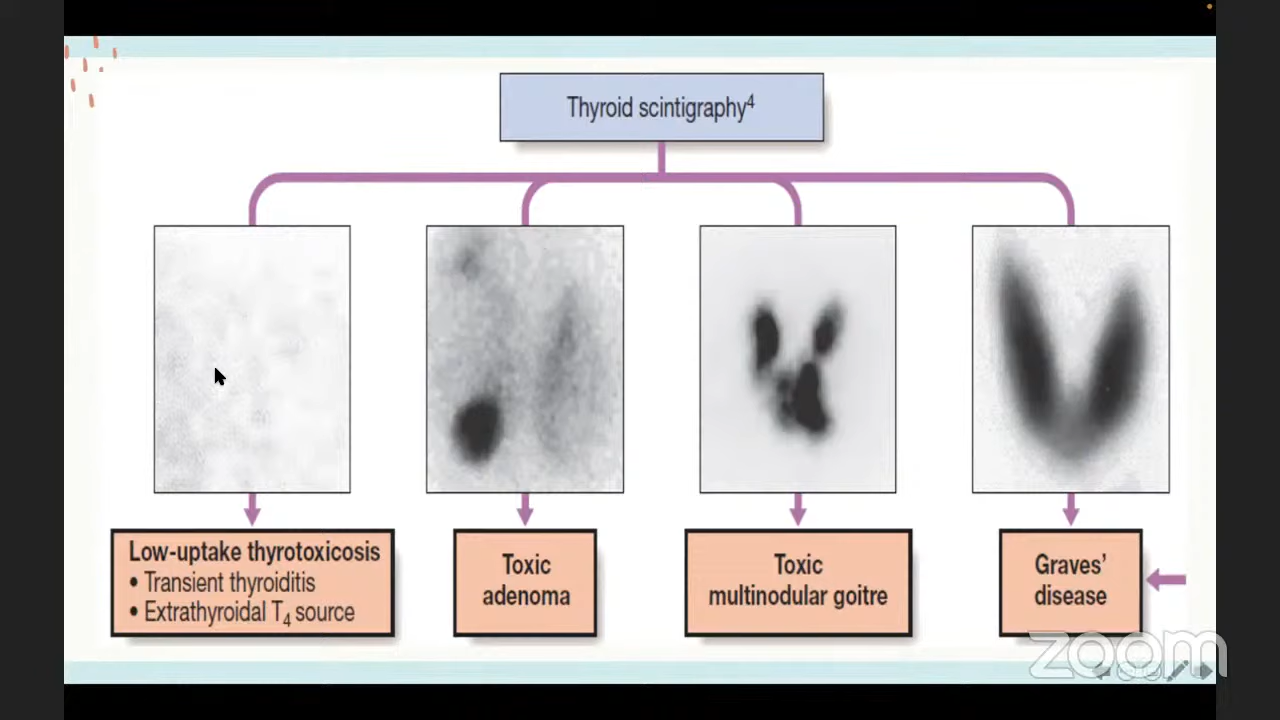 Thyroid scintigraphy4
Low-uptake thyrotoxicosis
• Transient thyroiditis
• Extrathyroidal T4 source
Toxic
adenoma
Toxic
multinodular goitre
Graves’
disease
zoom